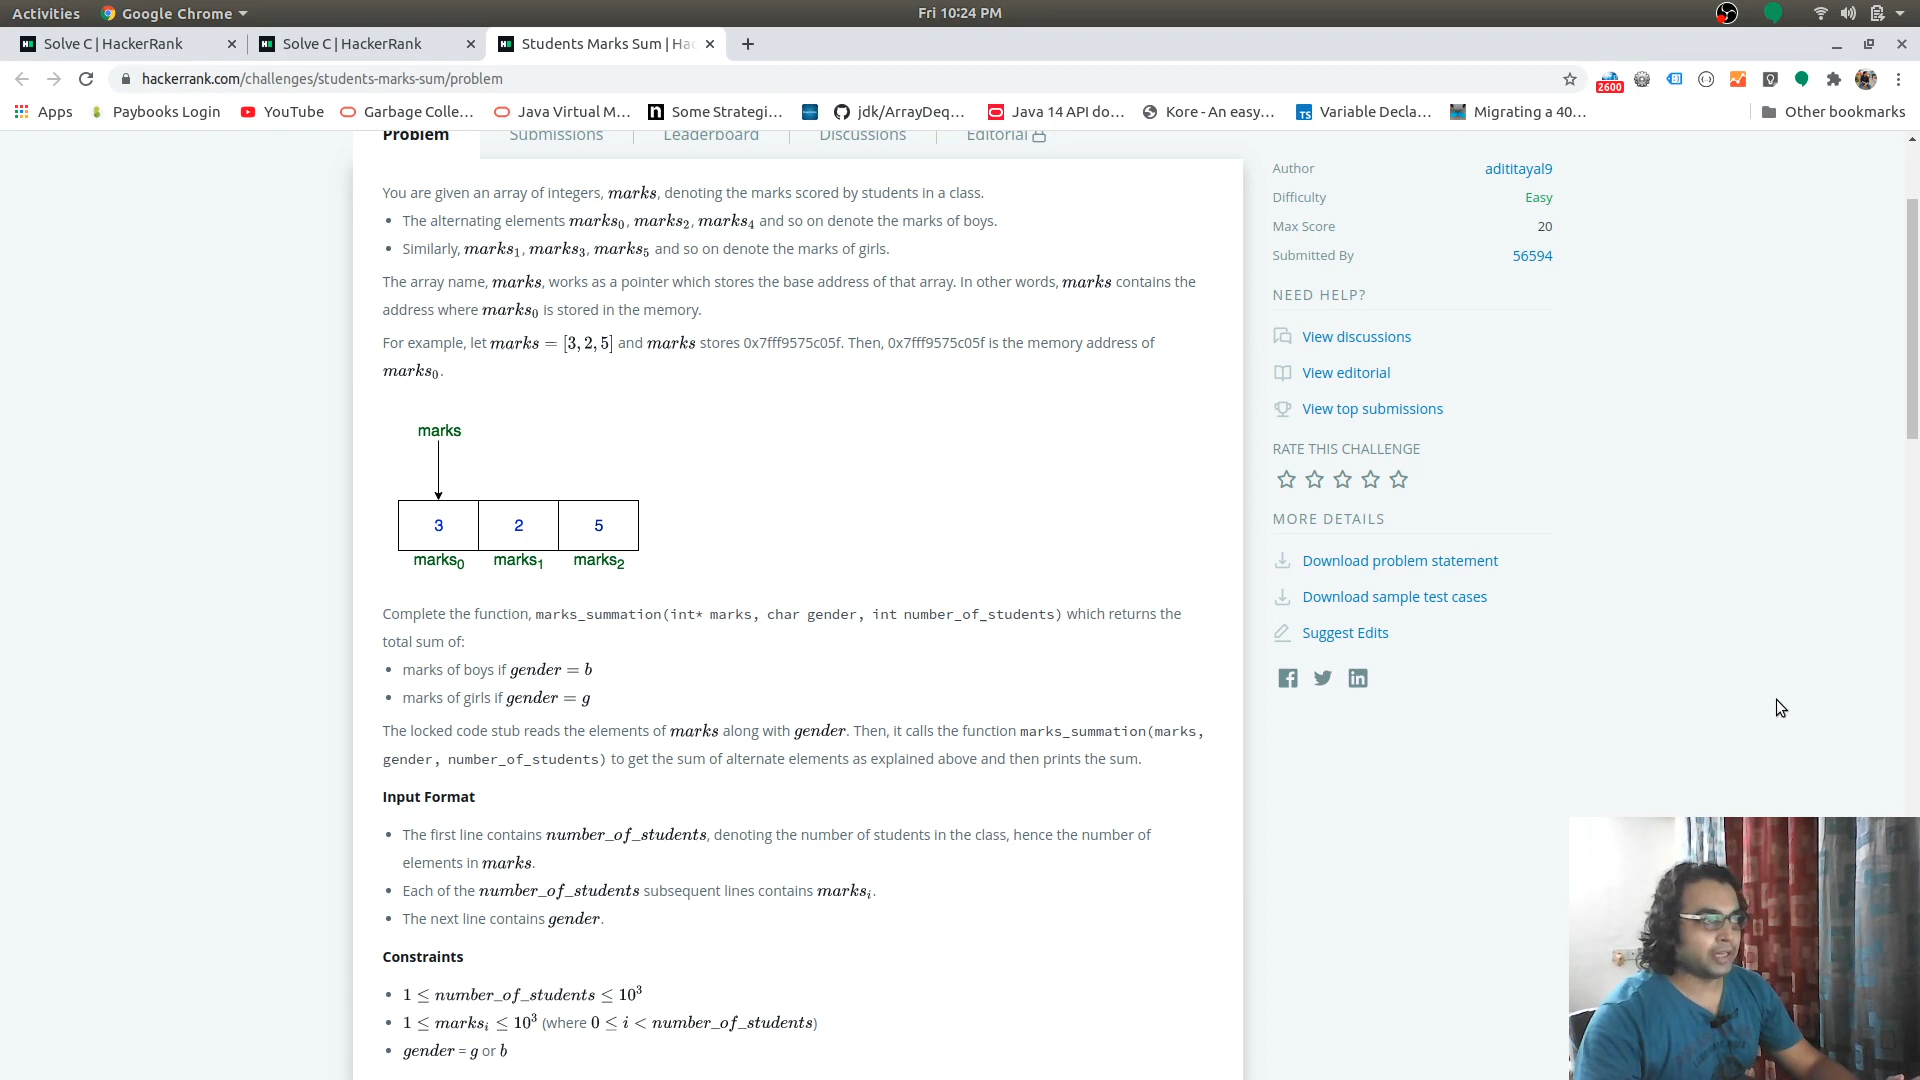 Activities Google Chrome Fri 10:24 PM
Solve C | HackerRank Solve C | HackerRank Students Marks Sum | Hac
hackerrank.com/challenges/students-marks-sum/problem 2600
Apps Paybooks Login YouTube Garbage Colle... Java Virtual M... Some Strategi... jdk/ArrayDeq... Java 14 API do... Kore - An easy... Variable Decla... Migrating a 40... Other bookmarks
Problem Submissions Leaderboard Discussions Editorial
You are given an array of integers, marks, denoting the marks scored by students in a class.
• The alternating elements marks₀, marks₂, marks₄ and so on denote the marks of boys.
• Similarly, marks₁, marks₃, marks₅ and so on denote the marks of girls.
The array name, marks, works as a pointer which stores the base address of that array. In other words, marks contains the
address where marks₀ is stored in the memory.
For example, let marks = [3, 2, 5] and marks stores 0x7fff9575c05f. Then, 0x7fff9575c05f is the memory address of
marks₀.
marks
3 2 5
marks₀ marks₁ marks₂
Complete the function, marks_summation(int* marks, char gender, int number_of_students) which returns the
total sum of:
• marks of boys if gender = b
• marks of girls if gender = g
The locked code stub reads the elements of marks along with gender. Then, it calls the function marks_summation(marks,
gender, number_of_students) to get the sum of alternate elements as explained above and then prints the sum.
Input Format
• The first line contains number_of_students, denoting the number of students in the class, hence the number of
elements in marks.
• Each of the number_of_students subsequent lines contains marksᵢ.
• The next line contains gender.
Constraints
• 1 ≤ number_of_students ≤ 10³
• 1 ≤ marksᵢ ≤ 10³ (where 0 ≤ i < number_of_students)
• gender = g or b
Author adititayal9
Difficulty Easy
Max Score 20
Submitted By 56594
NEED HELP?
View discussions
View editorial
View top submissions
RATE THIS CHALLENGE
MORE DETAILS
Download problem statement
Download sample test cases
Suggest Edits